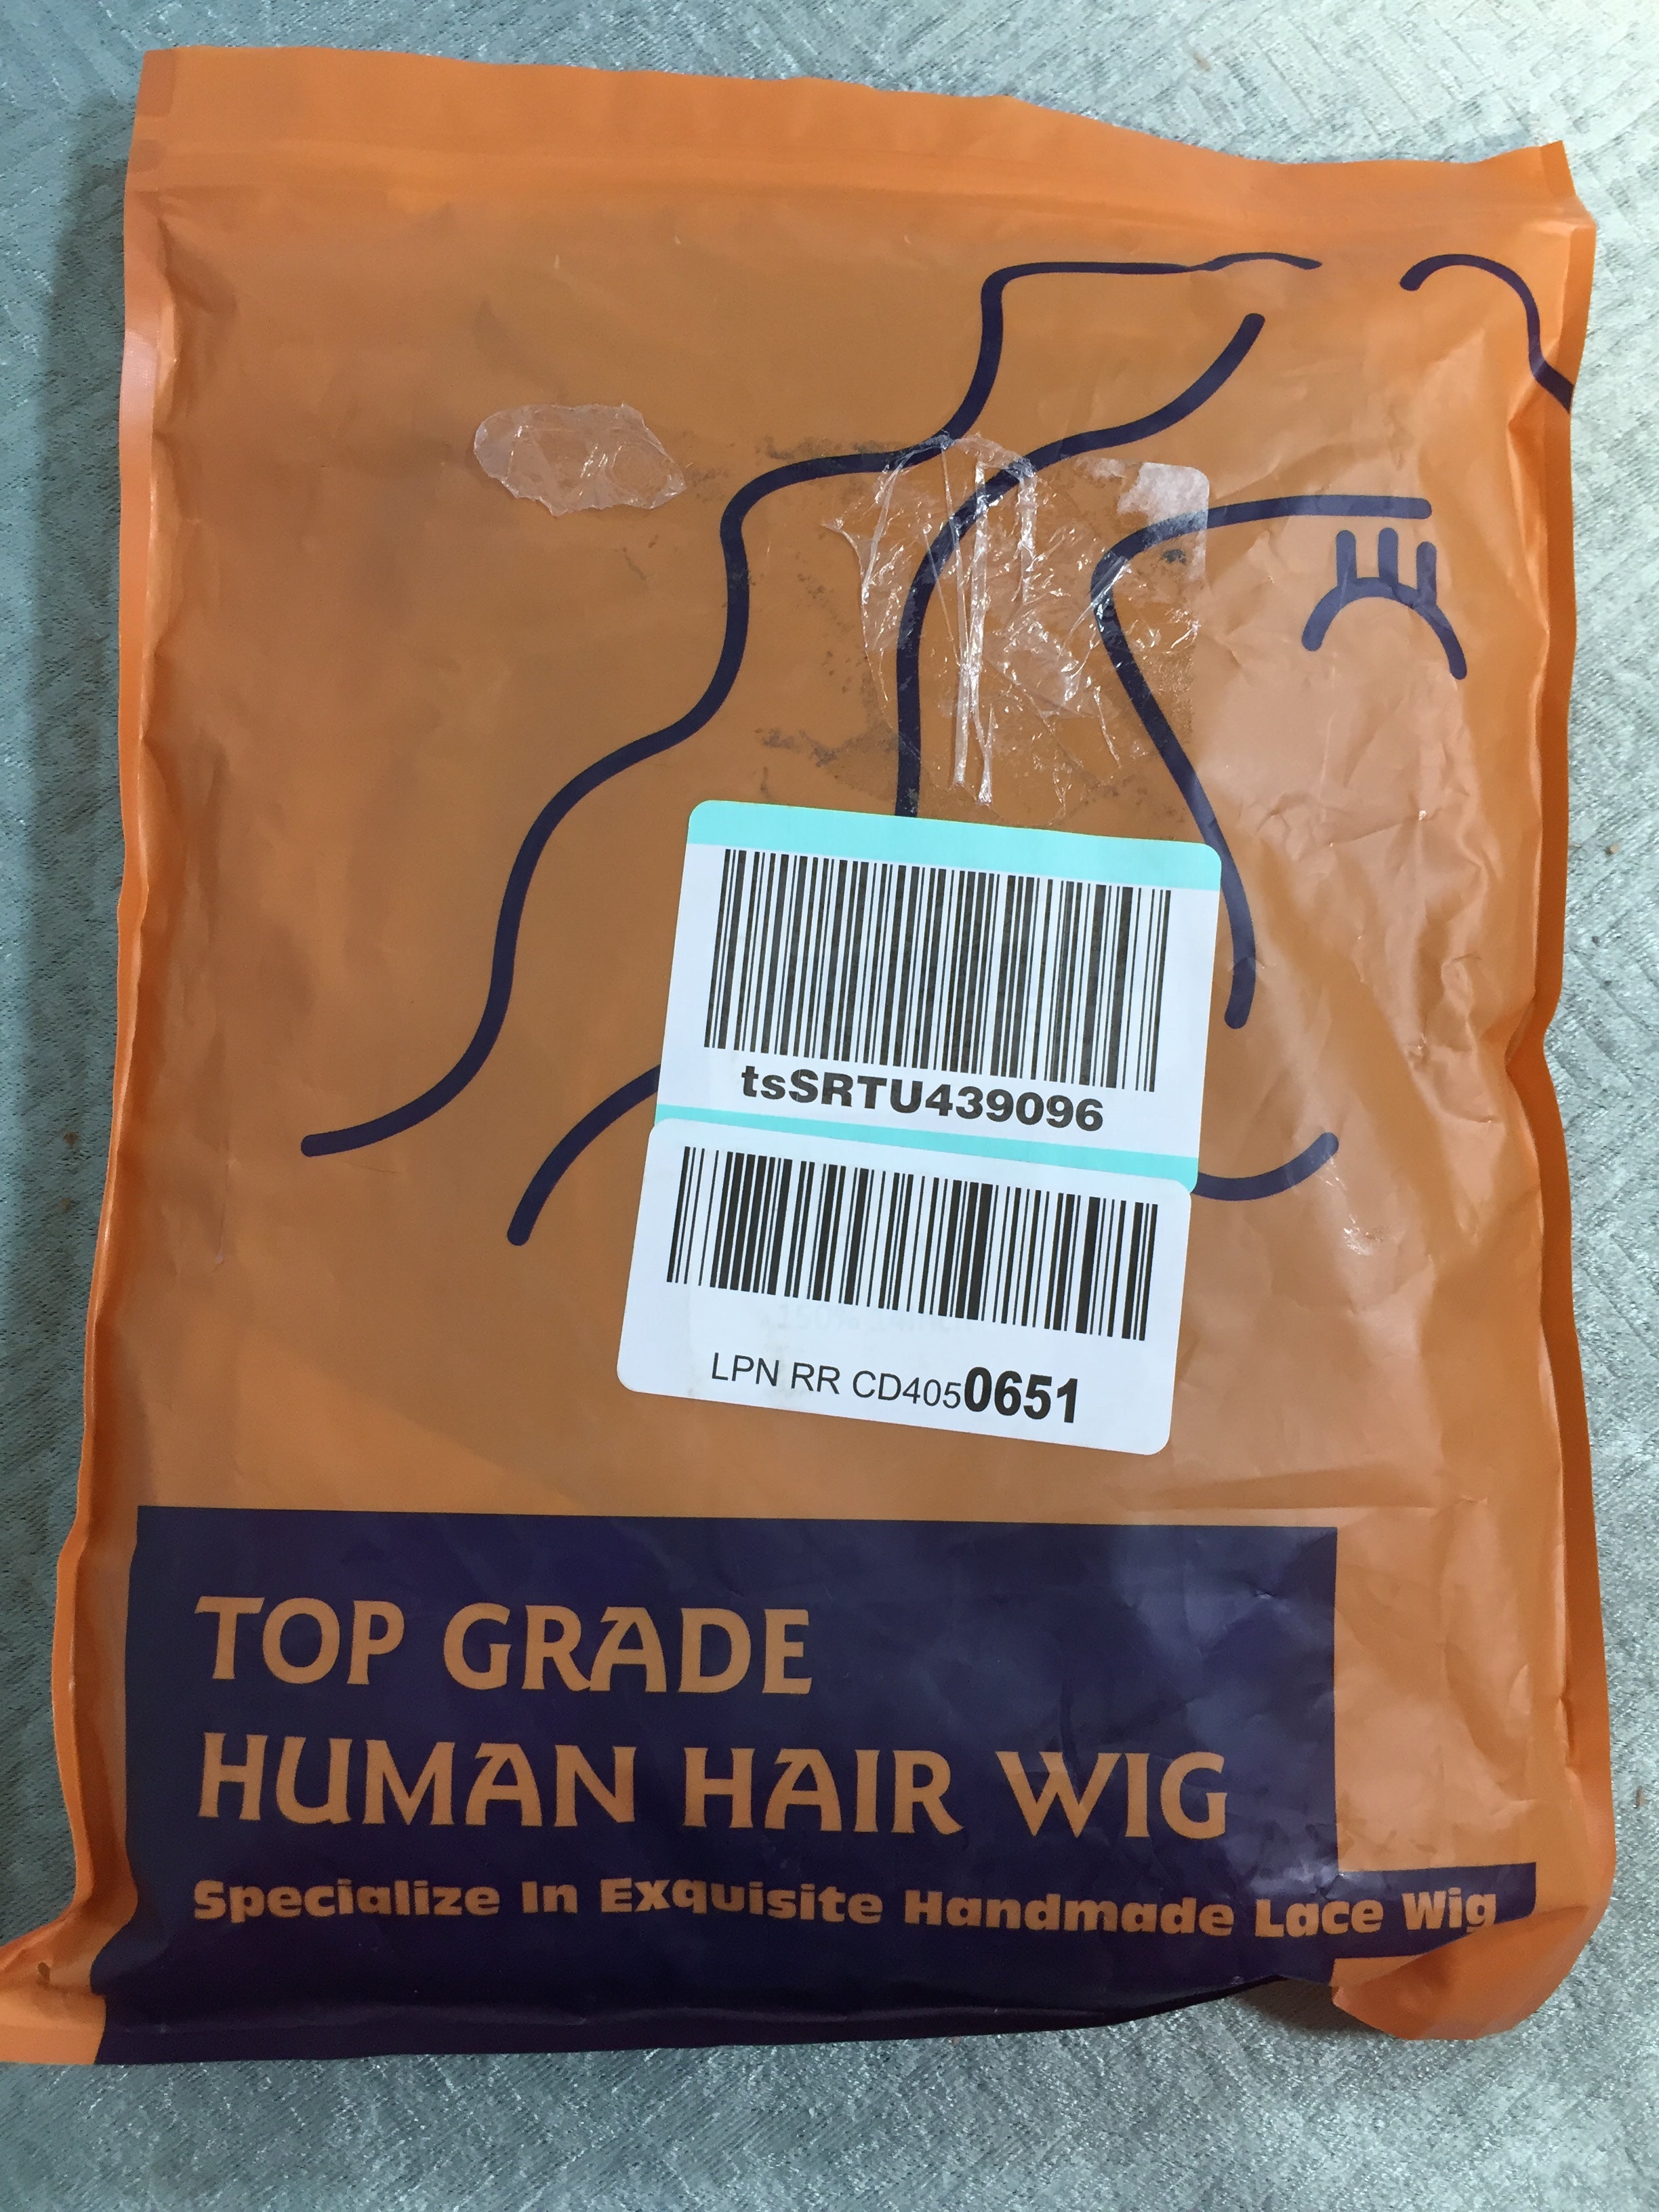 tsSRTU439096
LPN RR CD4050651
TOP GRADE
HUMAN HAIR WIG
Specialize In Exquisite Handmade Lace Wig